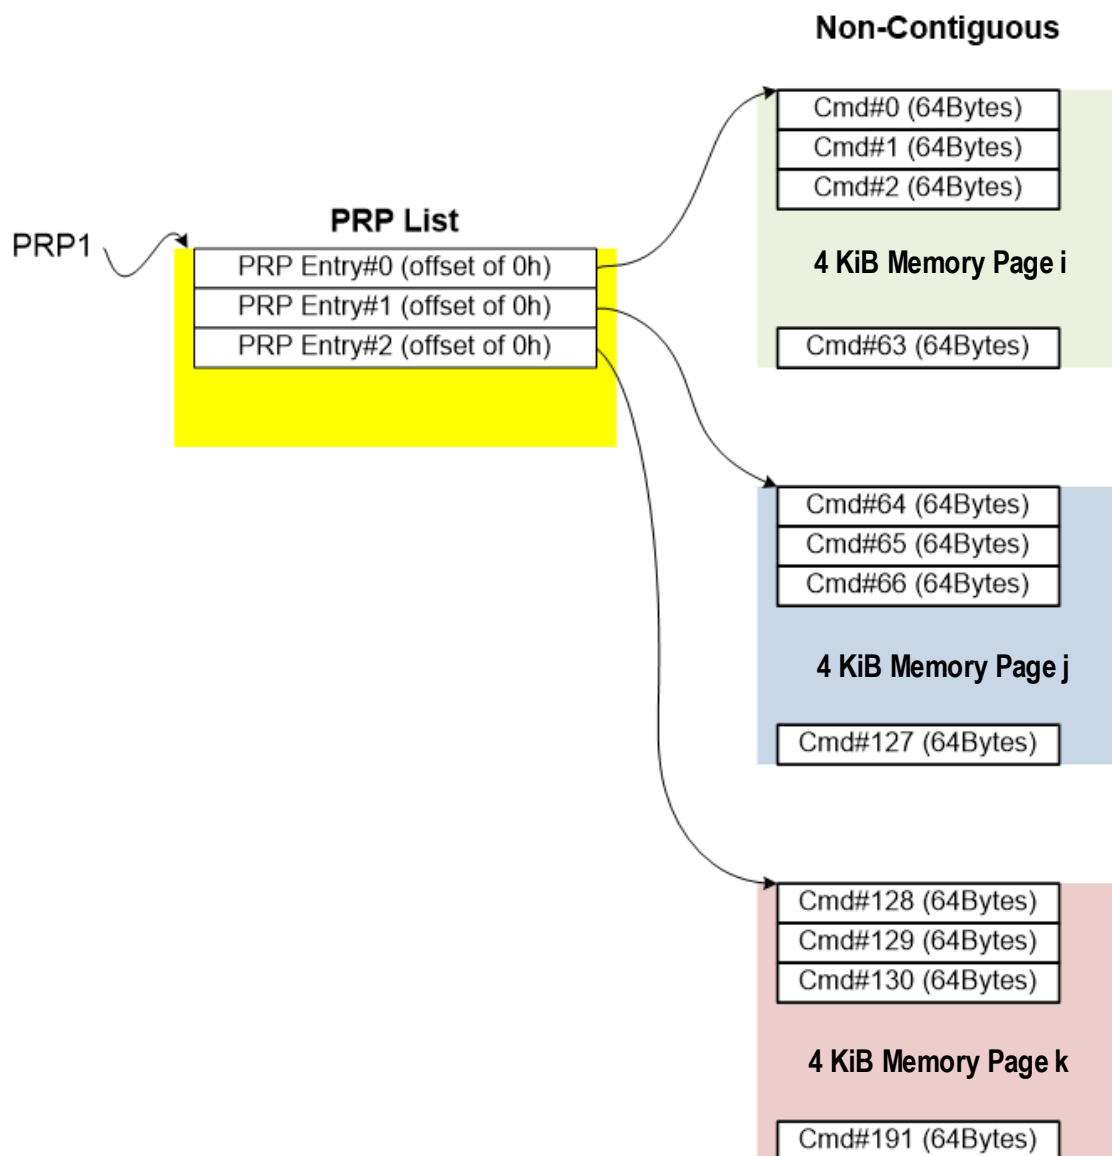 Non-Contiguous
Cmd#0 (64Bytes)
Cmd#1 (64Bytes)
Cmd#2 (64Bytes)
4 KiB Memory Page i
Cmd#63 (64Bytes)
PRP1
PRP List
PRP Entry#0 (offset of 0h)
PRP Entry#1 (offset of 0h)
PRP Entry#2 (offset of 0h)
Cmd#64 (64Bytes)
Cmd#65 (64Bytes)
Cmd#66 (64Bytes)
4 KiB Memory Page j
Cmd#127 (64Bytes)
Cmd#128 (64Bytes)
Cmd#129 (64Bytes)
Cmd#130 (64Bytes)
4 KiB Memory Page k
Cmd#191 (64Bytes)